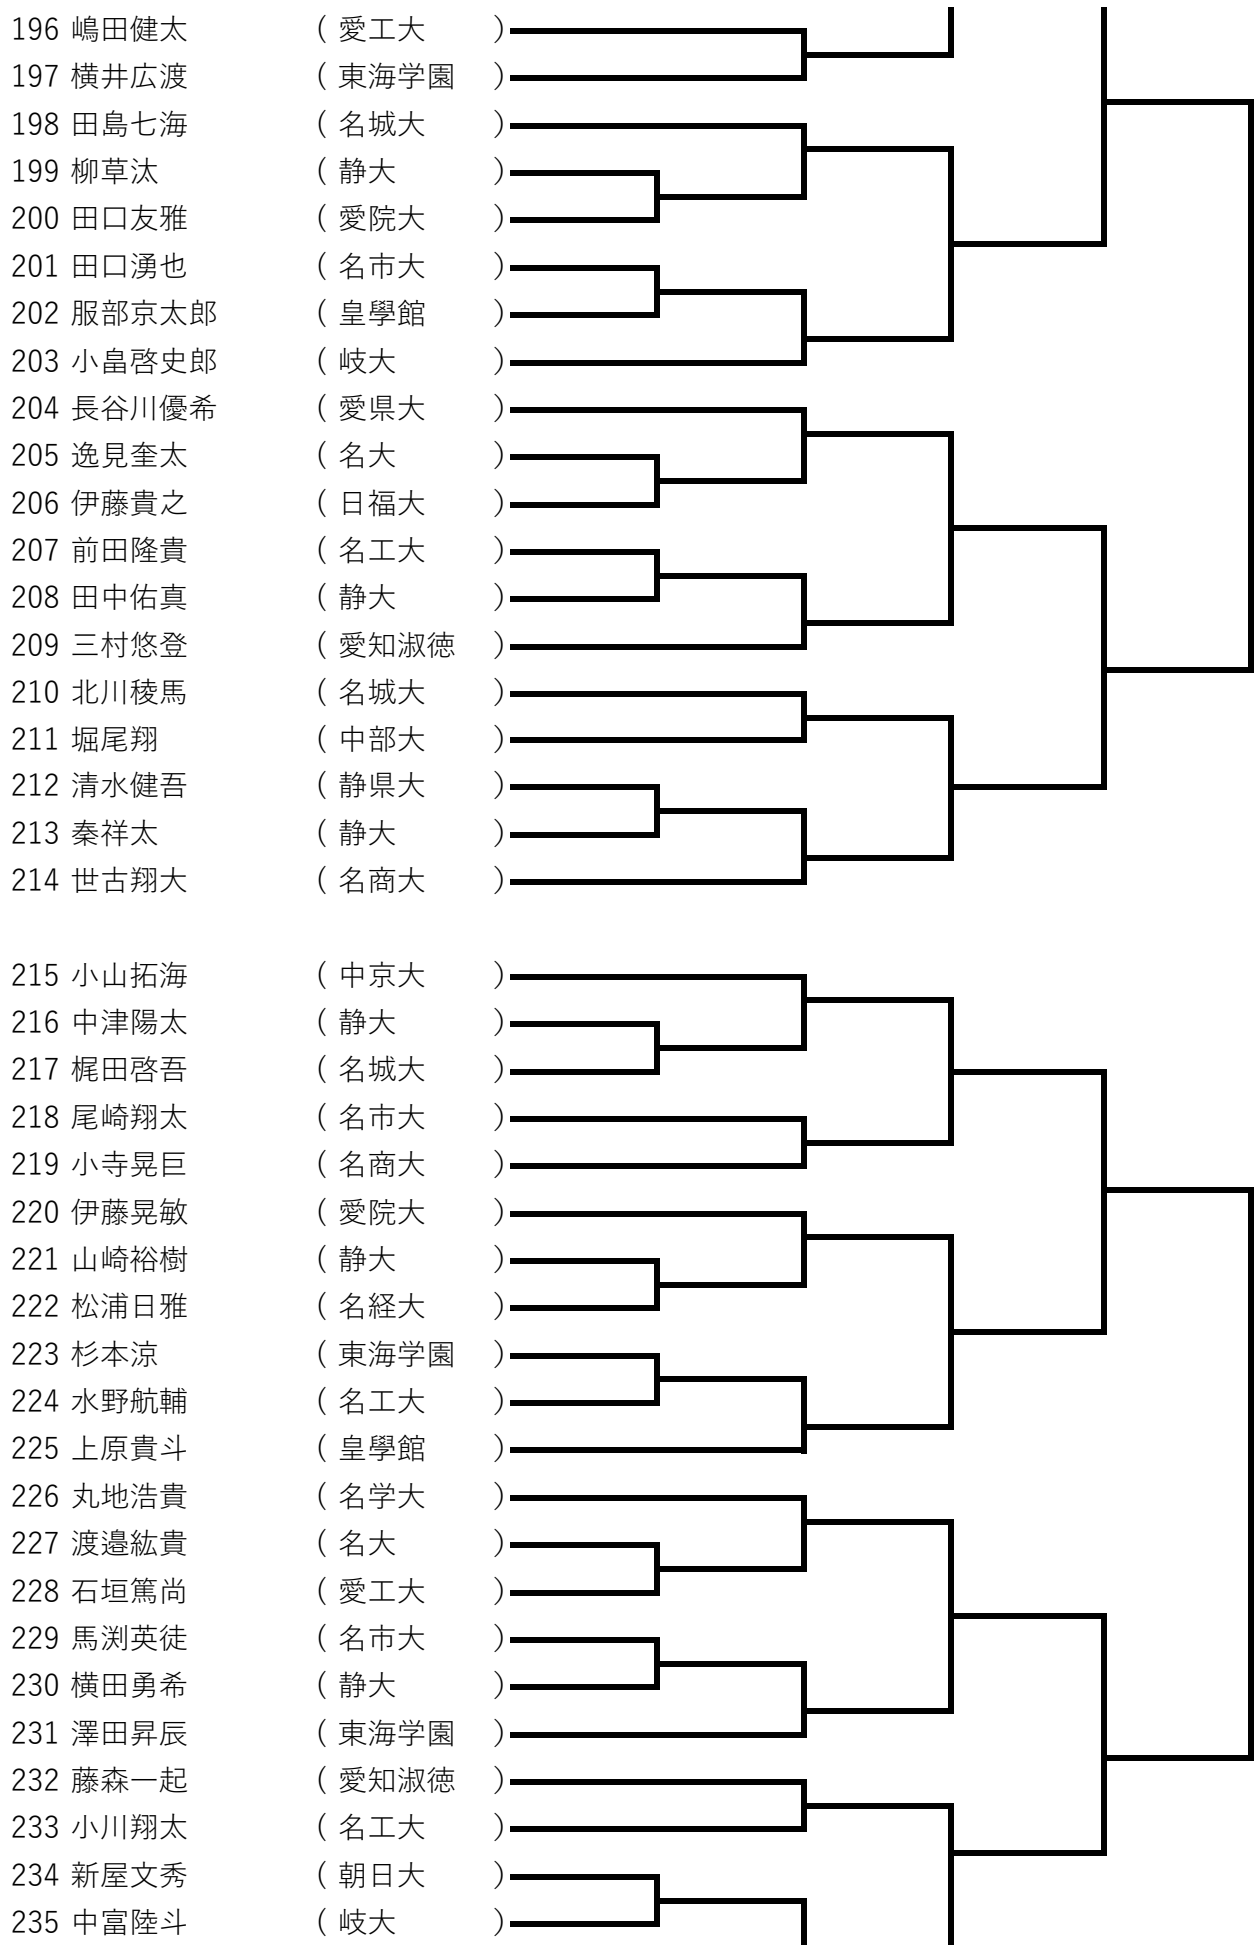 196 嶋田健太 ( 愛工大 )
197 横井広渡 ( 東海学園 )
198 田島七海 ( 名城大 )
199 柳草汰 ( 静大 )
200 田口友雅 ( 愛院大 )
201 田口湧也 ( 名市大 )
202 服部京太郎 ( 皇學館 )
203 小畠啓史郎 ( 岐大 )
204 長谷川優希 ( 愛県大 )
205 逸見奎太 ( 名大 )
206 伊藤貴之 ( 日福大 )
207 前田隆貴 ( 名工大 )
208 田中佑真 ( 静大 )
209 三村悠登 ( 愛知淑徳 )
210 北川稜馬 ( 名城大 )
211 堀尾翔 ( 中部大 )
212 清水健吾 ( 静県大 )
213 秦祥太 ( 静大 )
214 世古翔大 ( 名商大 )
215 小山拓海 ( 中京大 )
216 中津陽太 ( 静大 )
217 梶田啓吾 ( 名城大 )
218 尾崎翔太 ( 名市大 )
219 小寺晃巨 ( 名商大 )
220 伊藤晃敏 ( 愛院大 )
221 山崎裕樹 ( 静大 )
222 松浦日雅 ( 名経大 )
223 杉本涼 ( 東海学園 )
224 水野航輔 ( 名工大 )
225 上原貴斗 ( 皇學館 )
226 丸地浩貴 ( 名学大 )
227 渡邉紘貴 ( 名大 )
228 石垣篤尚 ( 愛工大 )
229 馬渕英徒 ( 名市大 )
230 横田勇希 ( 静大 )
231 澤田昇辰 ( 東海学園 )
232 藤森一起 ( 愛知淑徳 )
233 小川翔太 ( 名工大 )
234 新屋文秀 ( 朝日大 )
235 中富陸斗 ( 岐大 )